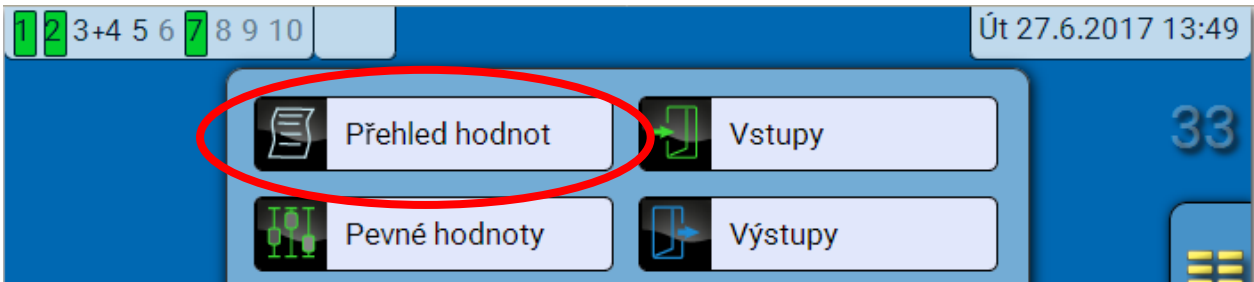 1 2 3+4 5 6 7 8 9 10
Út 27.6.2017 13:49
Přehled hodnot
Vstupy
33
Pevné hodnoty
Výstupy